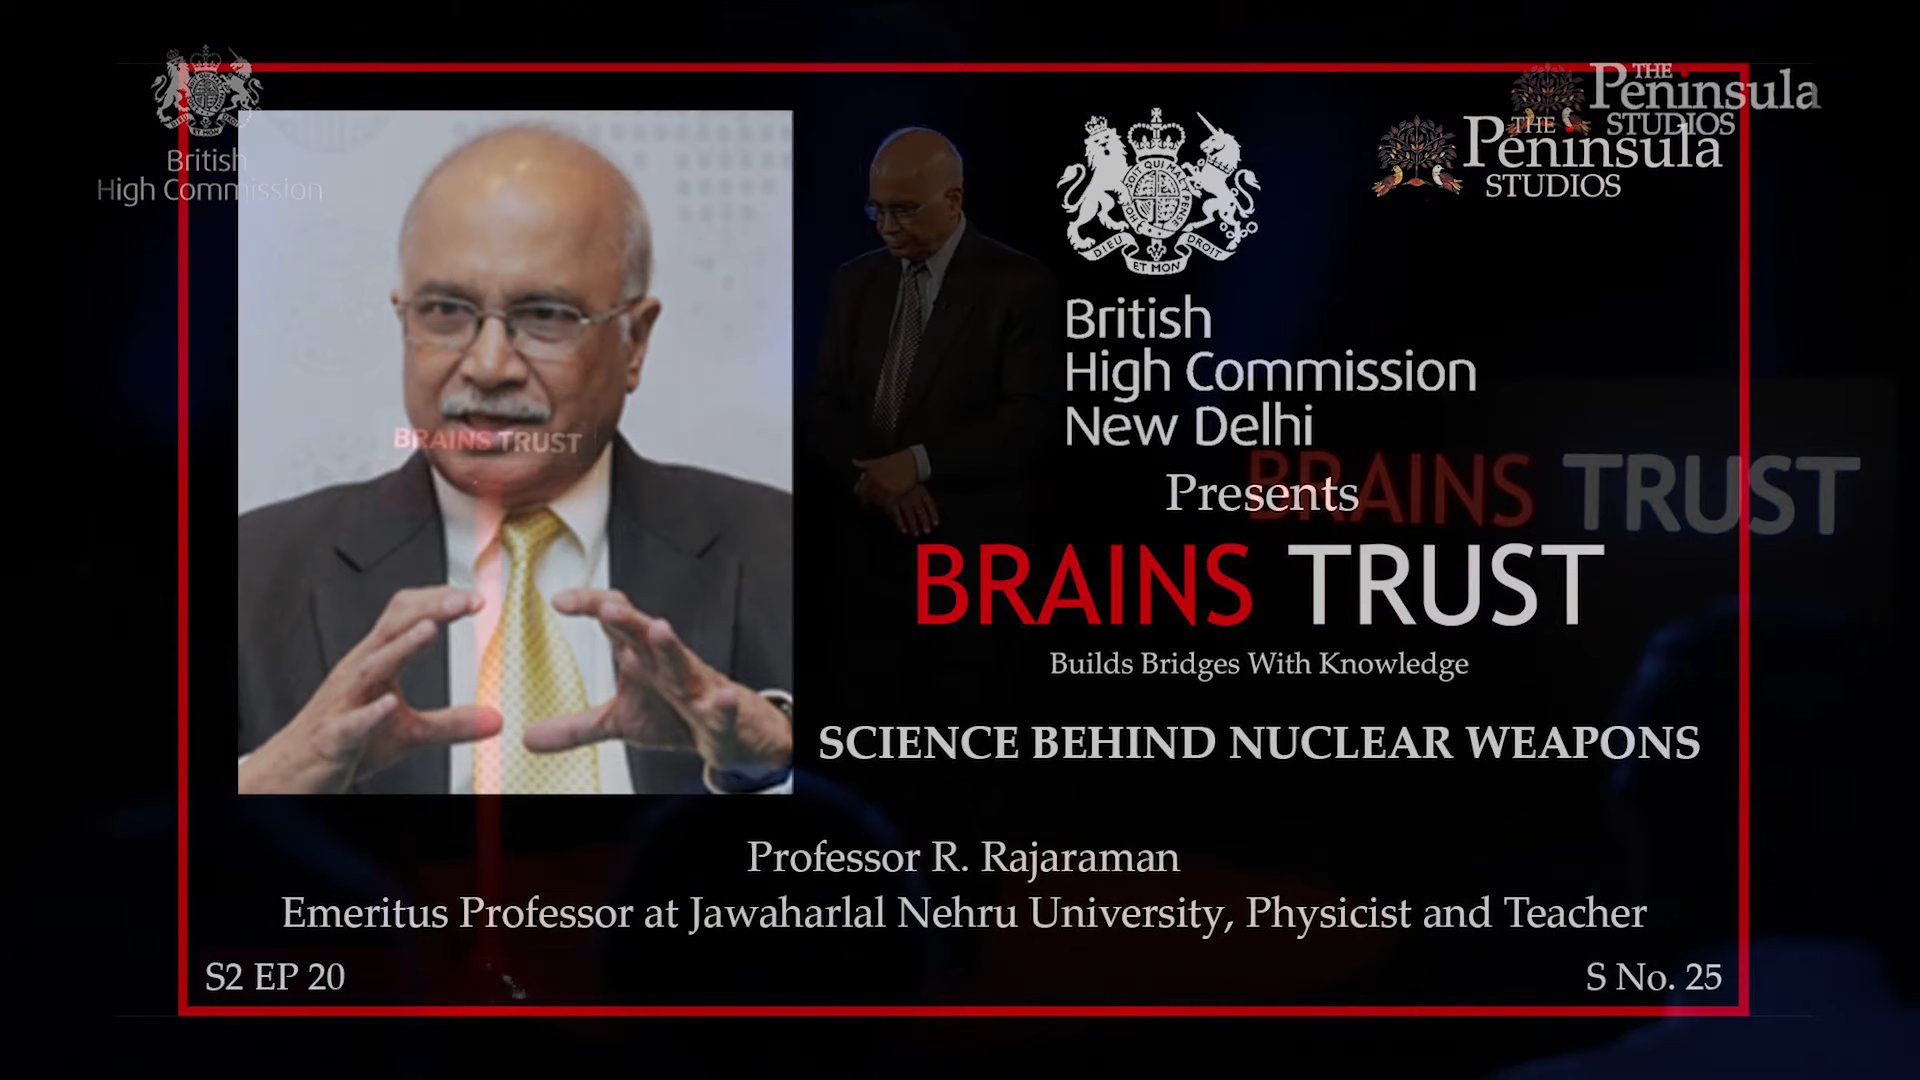 British
High Commission
THE
Peninsula
STUDIOS
THE
Peninsula
STUDIOS
DIEU ET MON DROIT
British
High Commission
New Delhi
Presents
BRAINS TRUST
BRAINS TRUST
BRAINS TRUST
Builds Bridges With Knowledge
SCIENCE BEHIND NUCLEAR WEAPONS
Professor R. Rajaraman
Emeritus Professor at Jawaharlal Nehru University, Physicist and Teacher
S2 EP 20
S No. 25